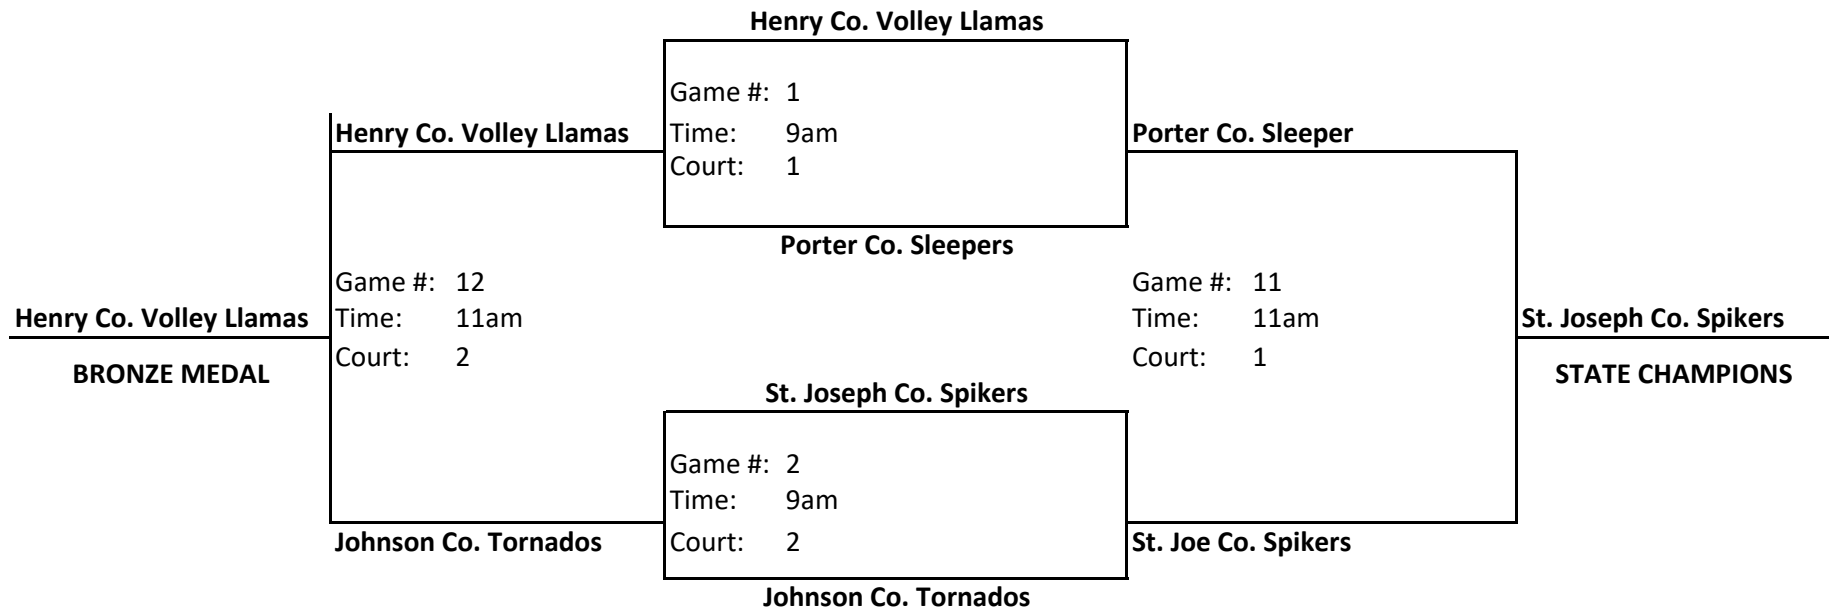 Henry Co. Volley Llamas
Game #: 1
Henry Co. Volley Llamas Time: 9am Porter Co. Sleeper
Court: 1
Porter Co. Sleepers
Game #: 12 Game #: 11
Henry Co. Volley Llamas Time: 11am Time: 11am St. Joseph Co. Spikers
Court: 2 Court: 1
BRONZE MEDAL STATE CHAMPIONS
St. Joseph Co. Spikers
Game #: 2
Time: 9am
Johnson Co. Tornados Court: 2 St. Joe Co. Spikers
Johnson Co. Tornados